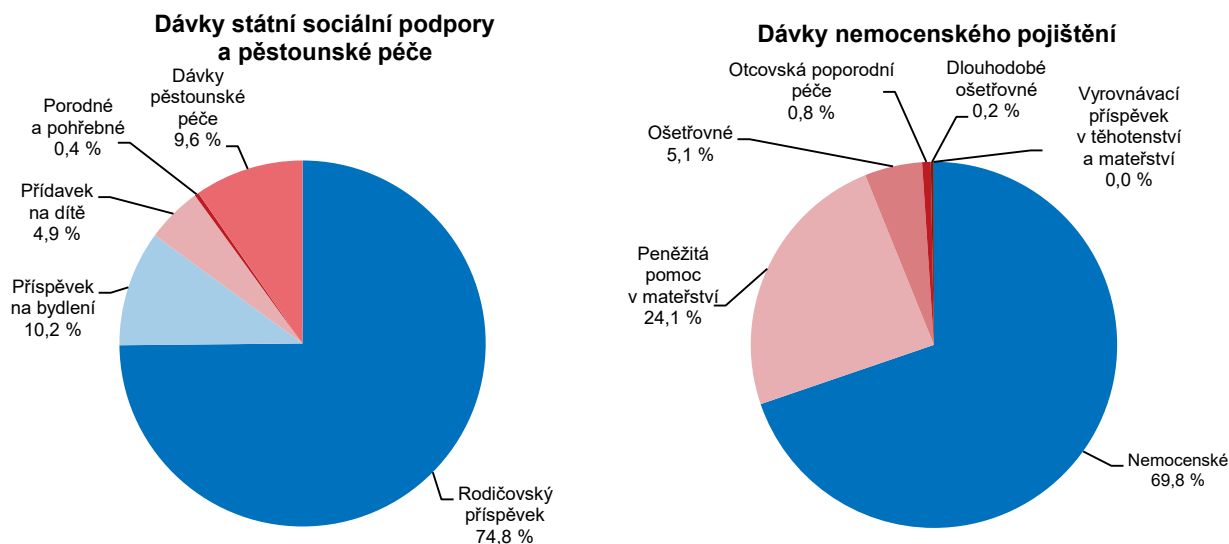 Dávky státní sociální podpory
a pěstounské péče
Dávky
pěstounské
péče
9,6 %
Porodné
a pohřebné
0,4 %
Přídavek
na dítě
4,9 %
Příspěvek
na bydlení
10,2 %
Rodičovský
příspěvek
74,8 %
Dávky nemocenského pojištění
Otcovská poporodní
péče
0,8 %
Dlouhodobé
ošetřovné
0,2 %
Vyrovnávací
příspěvek
v těhotenství
a mateřství
0,0 %
Ošetřovné
5,1 %
Peněžitá
pomoc
v mateřství
24,1 %
Nemocenské
69,8 %